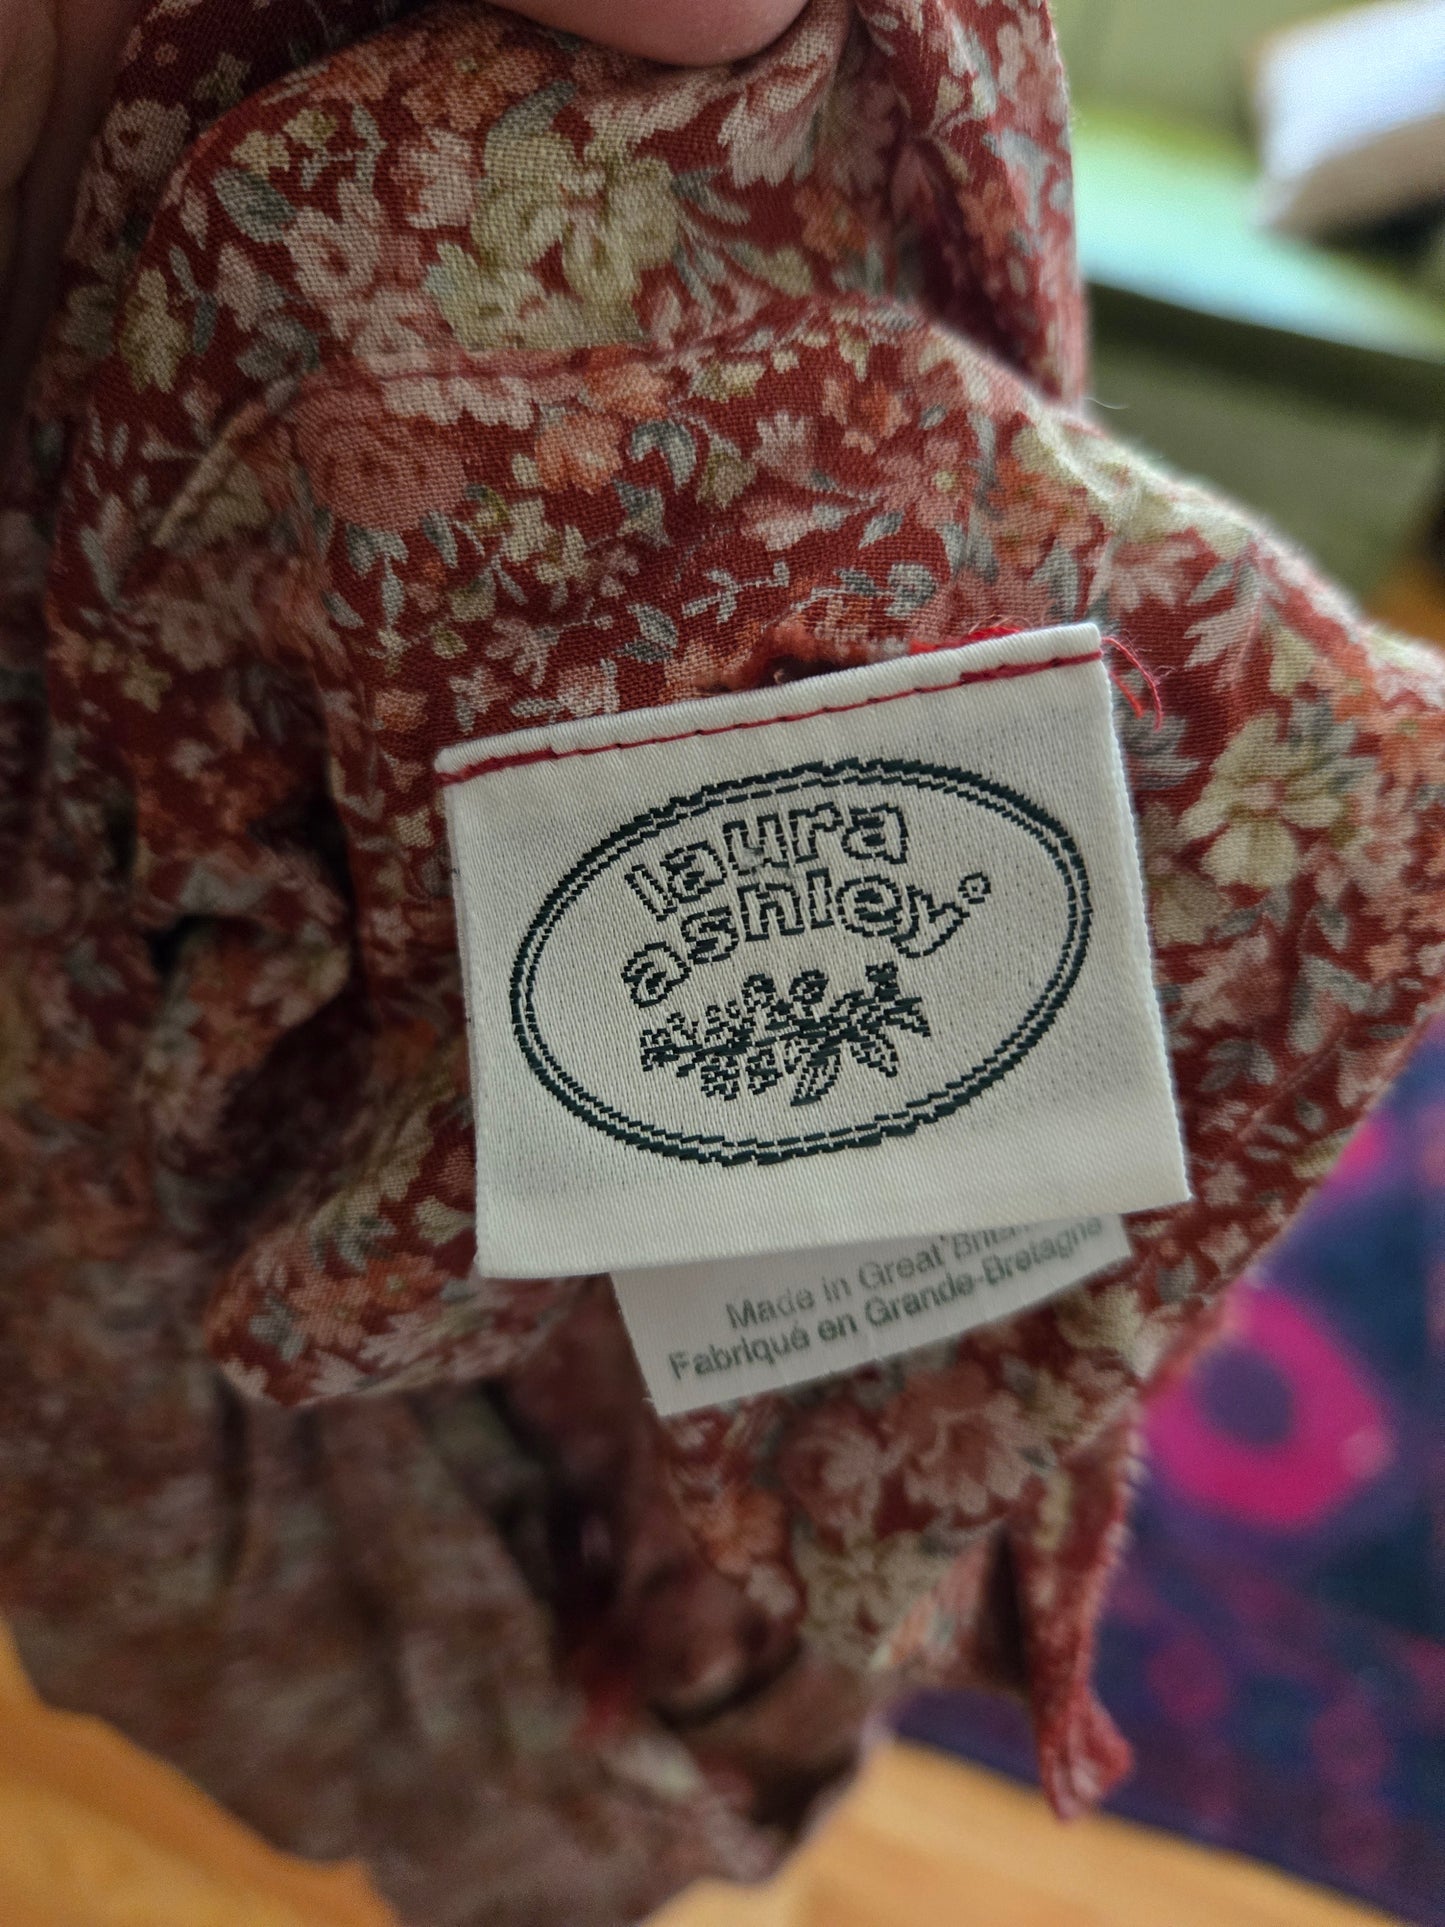 laura
ashley
Made in Great Britain
Fabriqué en Grande-Bretagne